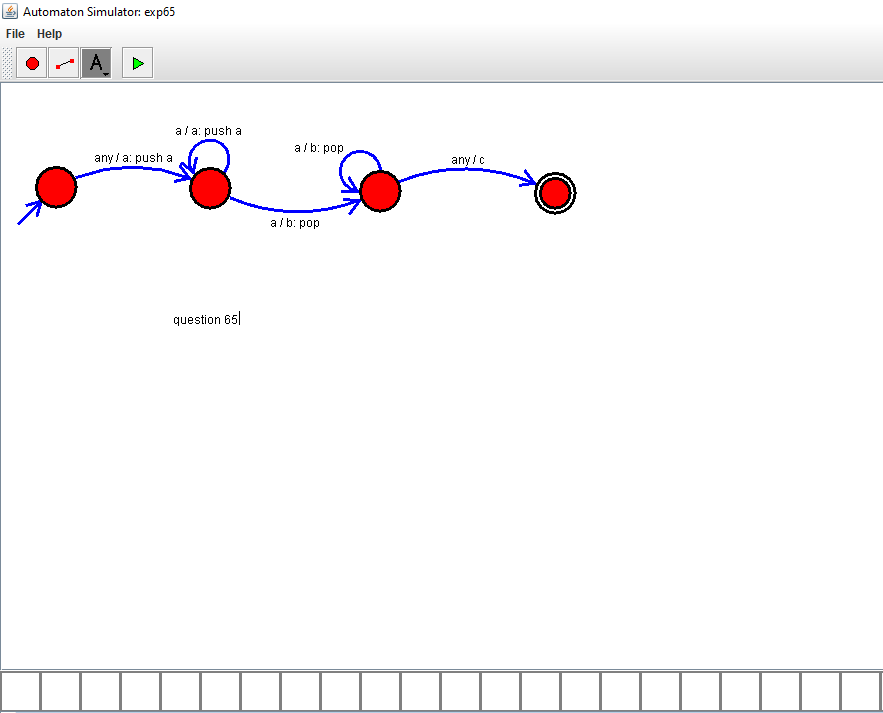 Automaton Simulator: exp65
File Help
A
a / a: push a
a / b: pop
any / a: push a
any / c
a / b: pop
question 65